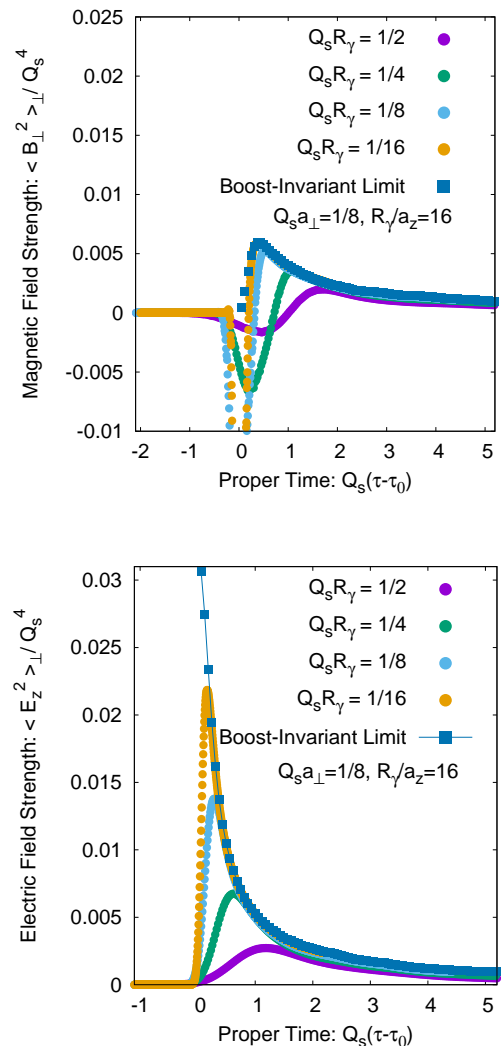 Magnetic Field Strength: < B⊥² >⊥/ Qs⁴
0.025
0.02
0.015
0.01
0.005
0
-0.005
-0.01
QsRγ = 1/2
QsRγ = 1/4
QsRγ = 1/8
QsRγ = 1/16
Boost-Invariant Limit
Qsa⊥=1/8, Rγ/az=16
-2 -1 0 1 2 3 4 5
Proper Time: Qs(τ-τ0)
Electric Field Strength: < Ez² >⊥/ Qs⁴
0.03
0.025
0.02
0.015
0.01
0.005
0
QsRγ = 1/2
QsRγ = 1/4
QsRγ = 1/8
QsRγ = 1/16
Boost-Invariant Limit
Qsa⊥=1/8, Rγ/az=16
-1 0 1 2 3 4 5
Proper Time: Qs(τ-τ0)